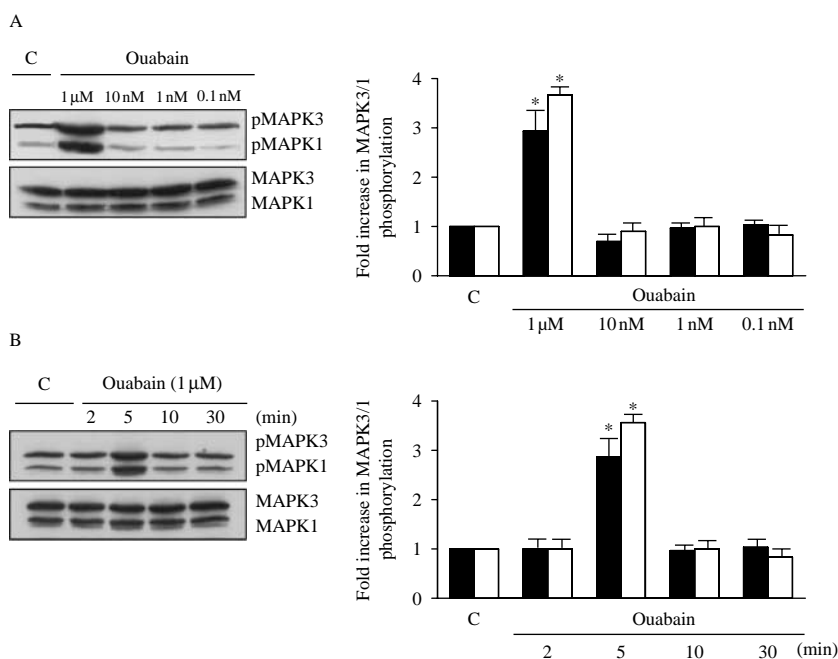 A
C
Ouabain
1 μM 10 nM 1 nM 0.1 nM
pMAPK3
pMAPK1
MAPK3
MAPK1
Fold increase in MAPK3/1
phosphorylation
4
3
2
1
0
*
*
C
Ouabain
1 μM 10 nM 1 nM 0.1 nM
B
C
Ouabain (1 μM)
2 5 10 30 (min)
pMAPK3
pMAPK1
MAPK3
MAPK1
Fold increase in MAPK3/1
phosphorylation
4
3
2
1
0
*
*
C
Ouabain
2 5 10 30 (min)